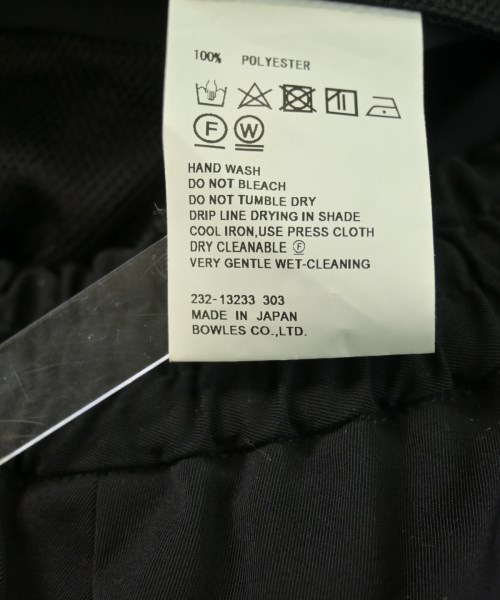 100% POLYESTER
F W
HAND WASH
DO NOT BLEACH
DO NOT TUMBLE DRY
DRIP LINE DRYING IN SHADE
COOL IRON,USE PRESS CLOTH
DRY CLEANABLE Ⓕ
VERY GENTLE WET-CLEANING
232-13233 303
MADE IN JAPAN
BOWLES CO.,LTD.